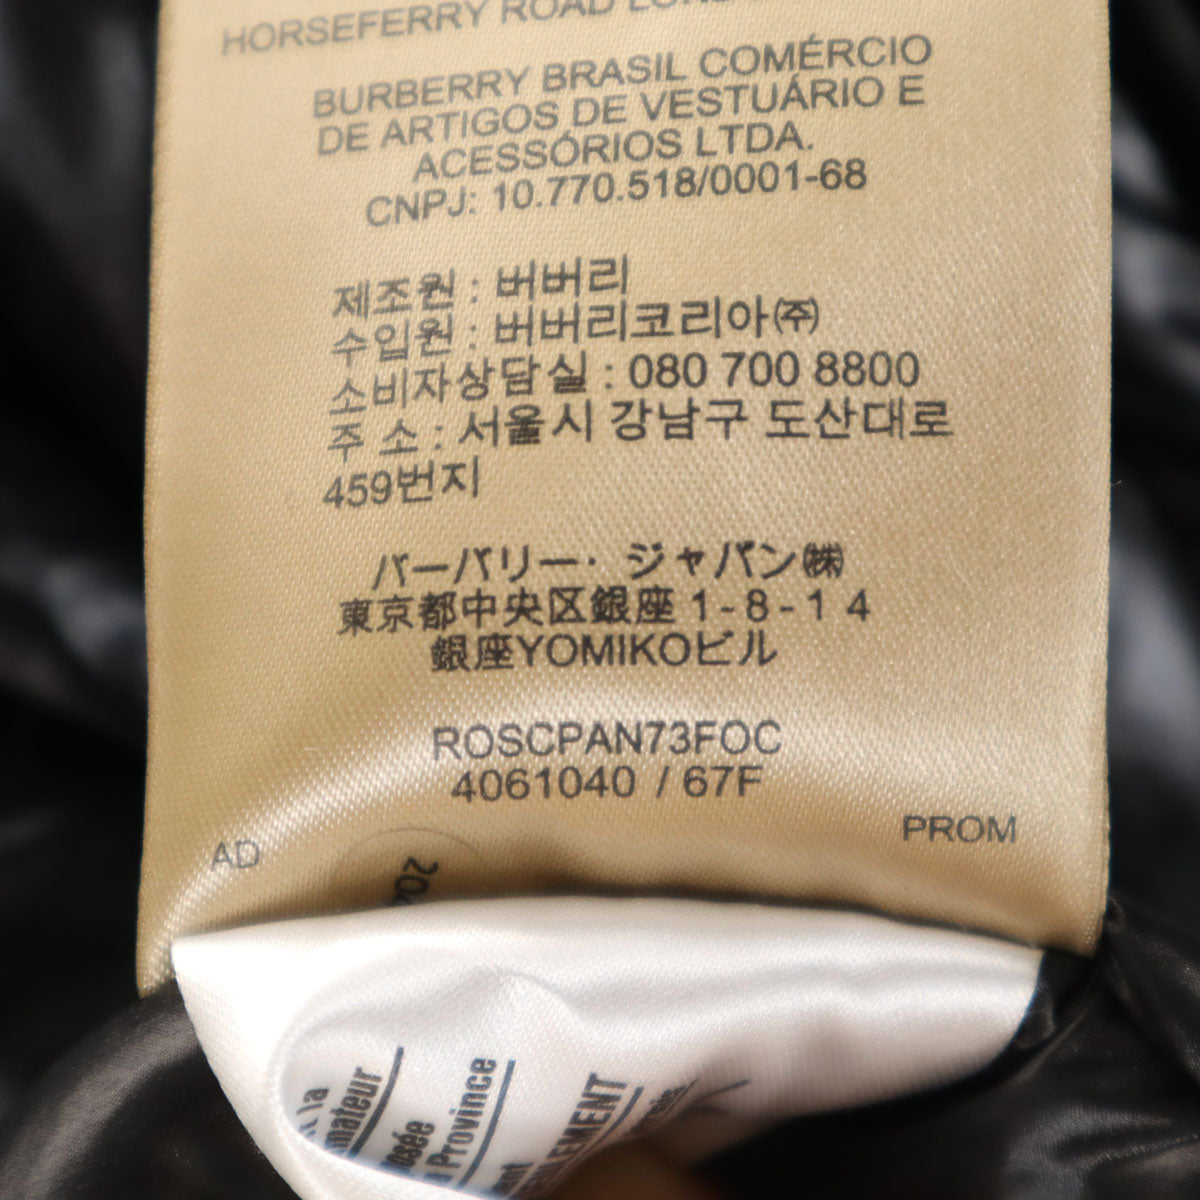 HORSEFERRY ROAD
BURBERRY BRASIL COMÉRCIO
DE ARTIGOS DE VESTUÁRIO E
ACESSÓRIOS LTDA.
CNPJ: 10.770.518/0001-68
제조원 : 버버리
수입원 : 버버리코리아㈜
소비자상담실 : 080 700 8800
주 소 : 서울시 강남구 도산대로
459번지
バーバリー・ジャパン㈱
東京都中央区銀座 1 - 8 - 1 4
銀座YOMIKOビル
ROSCPAN73FOC
4061040 / 67F
AD
PROM
la
Province